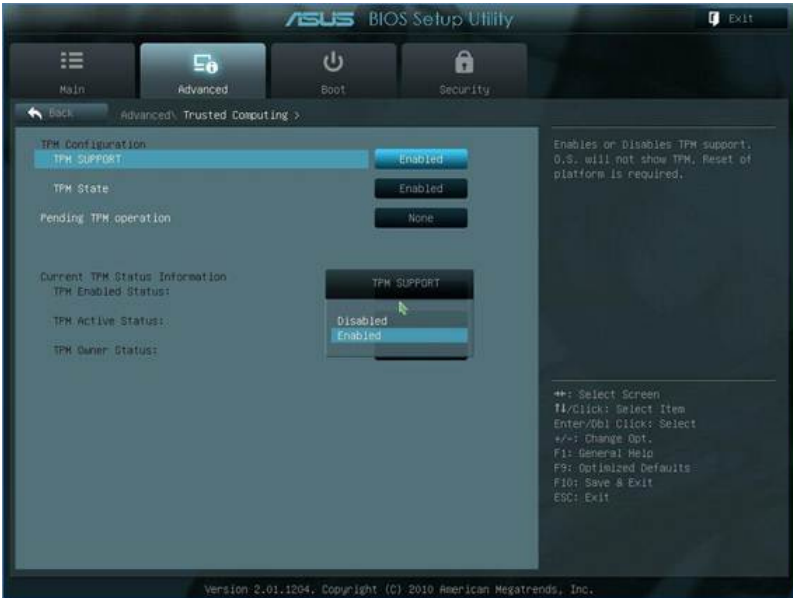 ASUS BIOS Setup Utility
Exit
Main
Advanced
Boot
Security
Back
Advanced\ Trusted Computing >
TPM Configuration
TPM SUPPORT
Enabled
TPM State
Enabled
Pending TPM operation
None
Current TPM Status Information
TPM Enabled Status:
TPM Active Status:
TPM Owner Status:
TPM SUPPORT
Disabled
Enabled
Enables or Disables TPM support.
O.S. will not show TPM. Reset of
platform is required.
→←: Select Screen
↑↓/Click: Select Item
Enter/Dbl Click: Select
+/-: Change Opt.
F1: General Help
F9: Optimized Defaults
F10: Save & Exit
ESC: Exit
Version 2.01.1204. Copyright (C) 2010 American Megatrends, Inc.